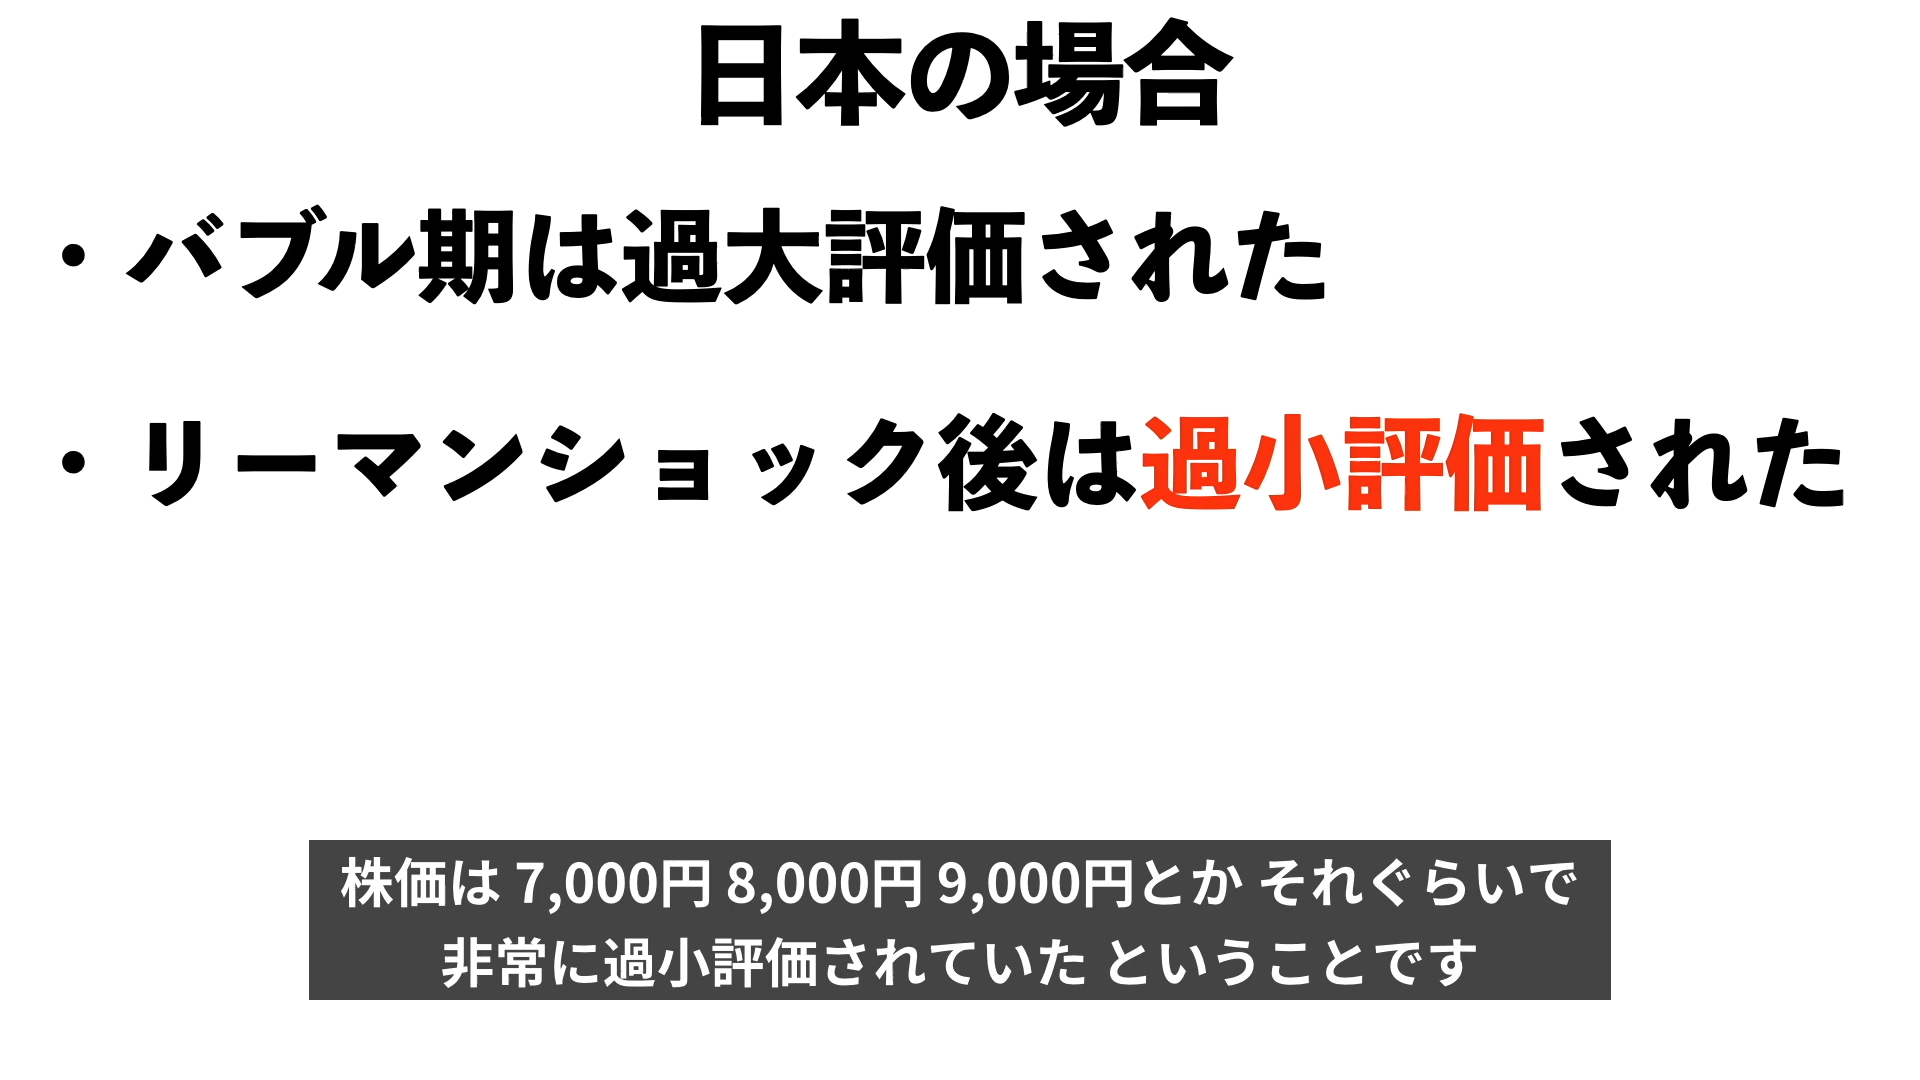 日本の場合
・バブル期は過大評価された
・リーマンショック後は過小評価された
株価は 7,000円 8,000円 9,000円とか それぐらいで
非常に過小評価されていた ということです